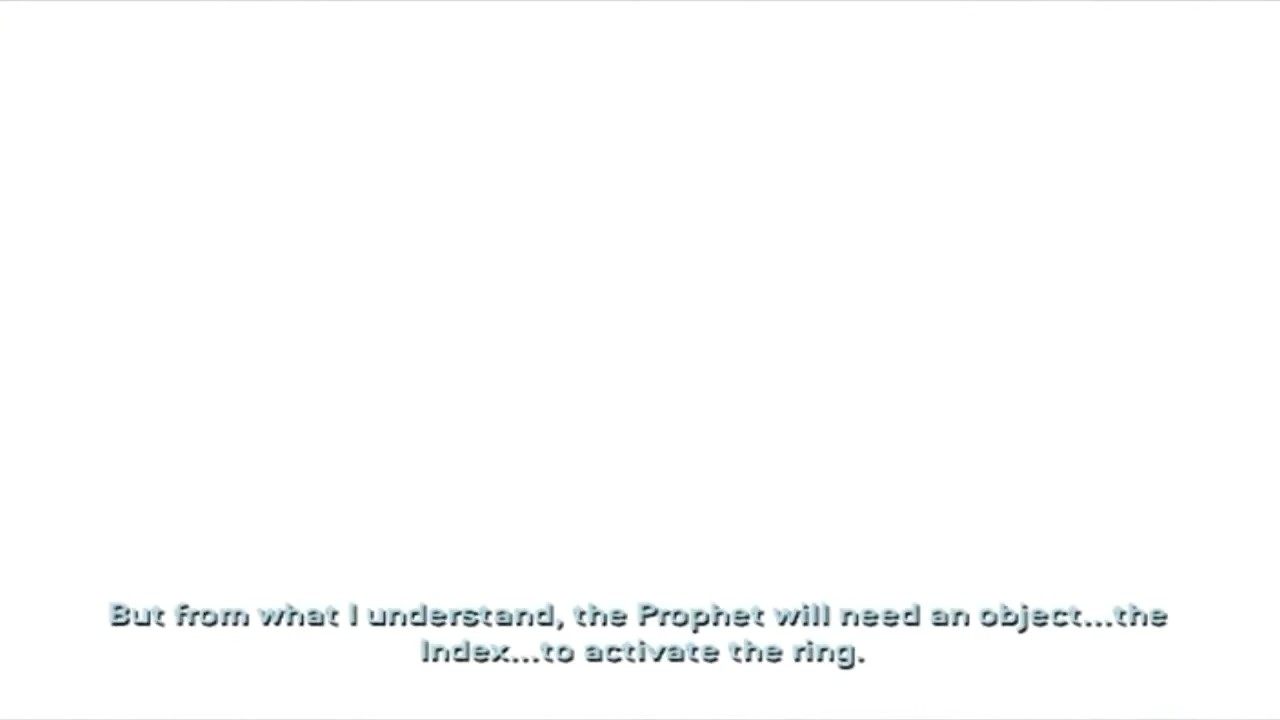 But from what I understand, the Prophet will need an object...the
Index...to activate the ring.